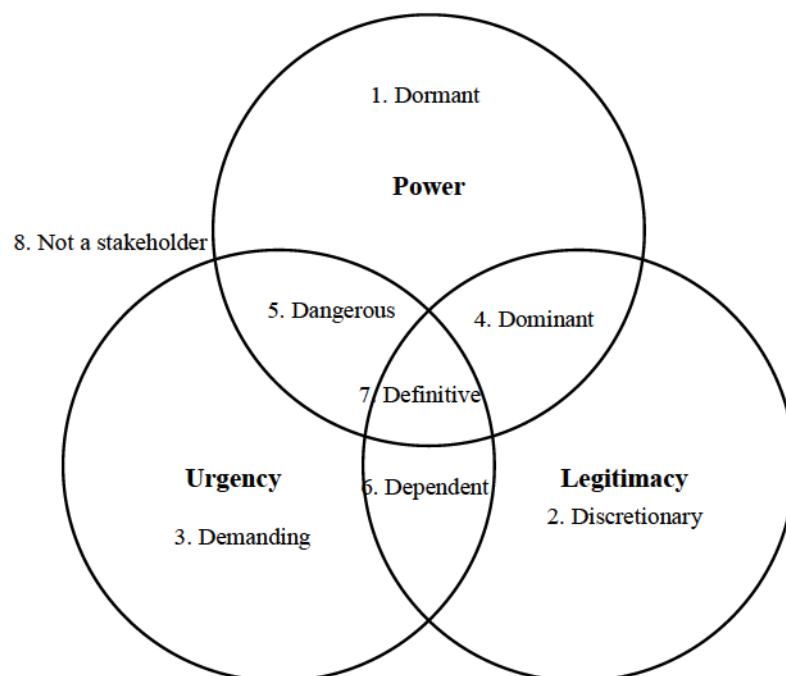 1. Dormant
Power
8. Not a stakeholder
5. Dangerous
4. Dominant
7. Definitive
Urgency
6. Dependent
Legitimacy
2. Discretionary
3. Demanding